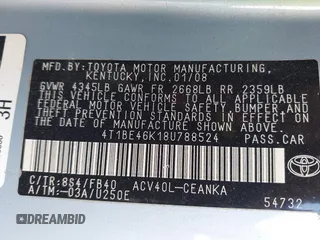 MFD.BY:TOYOTA MOTOR MANUFACTURING,
KENTUCKY,INC.01/08
GVWR 4345LB GAWR FR 2668LB RR 2359LB
THIS VEHICLE CONFORMS TO ALL APPLICABLE
FEDERAL MOTOR VEHICLE SAFETY, BUMPER, AND
THEFT PREVENTION STANDARDS IN EFFECT ON
THE DATE OF MANUFACTURE SHOWN ABOVE.
4T1BE46K18U788524 PASS.CAR
C/TR:8S4/FB40 ACV40L-CEANKA
A/TM:-03A/U250E
TOYOTA
54732
3H
DREAMBID